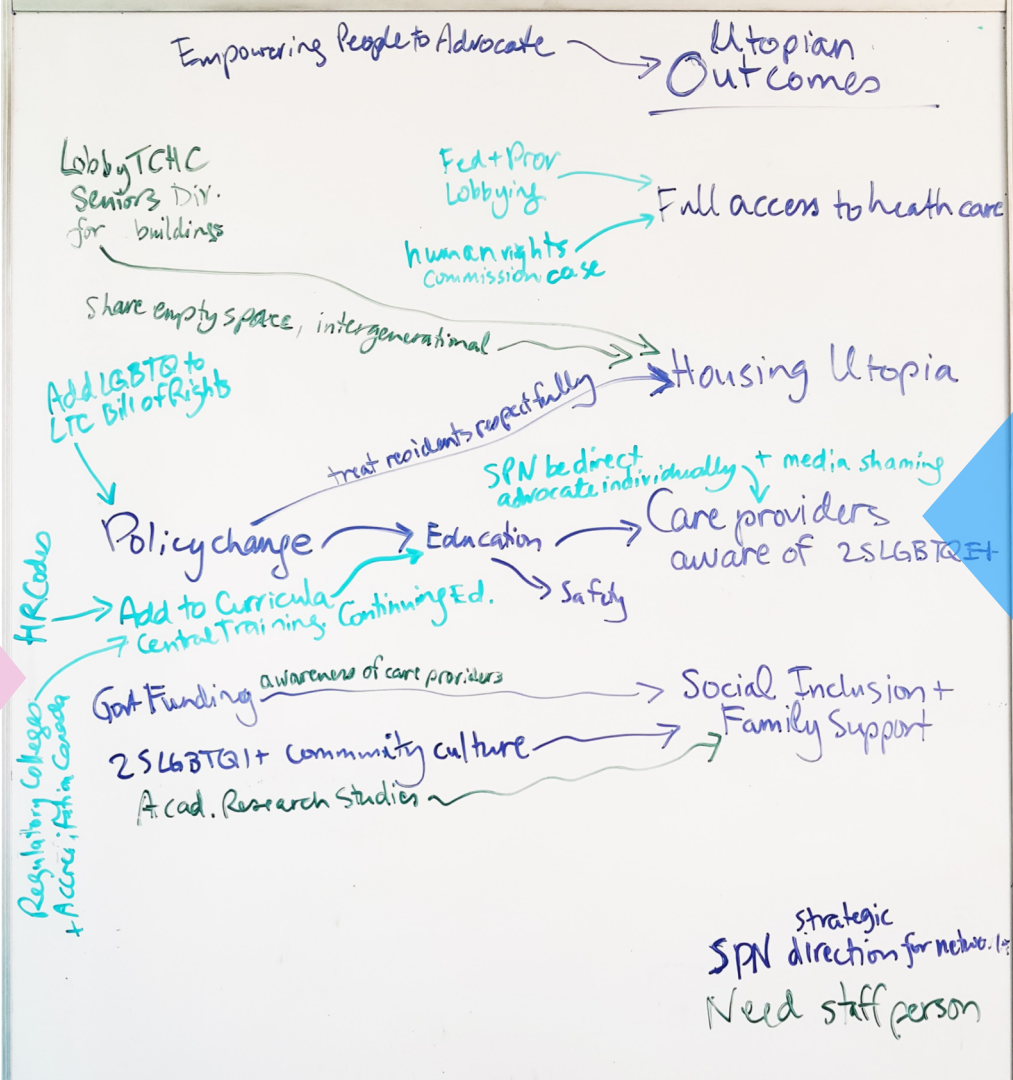 Empowering People to Advocate
Utopian
Outcomes
Lobby TCHC
Seniors Div.
for buildings
Fed + Prov
Lobbying
Full access to heath care
human rights
commission case
Share empty space, intergenerational
Housing Utopia
Add LGBTQ to
LTC Bill of Rights
treat residents respectfully
SPN be direct
advocate individually
+ media shaming
Policy change
Education
Care providers
aware of 2SLGBTQI+
Safety
HR Codes
Add to Curricula
Central Training, Continuing Ed.
Govt Funding
awareness of care providers
Social Inclusion +
Family Support
2SLGBTQI+ Community culture
Acad. Research Studies
Regulatory Colleges
+ Canada
strategic
SPN direction for
Need staff person